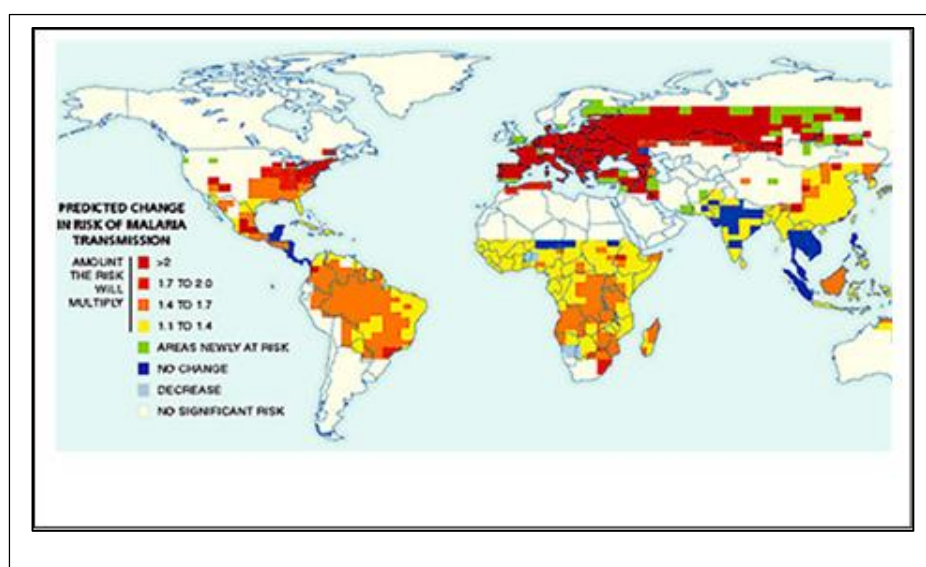 PREDICTED CHANGE
IN RISK OF MALARIA
TRANSMISSION
AMOUNT
THE RISK
WILL
MULTIPLY
>2
1.7 TO 2.0
1.4 TO 1.7
1.1 TO 1.4
AREAS NEWLY AT RISK
NO CHANGE
DECREASE
NO SIGNIFICANT RISK